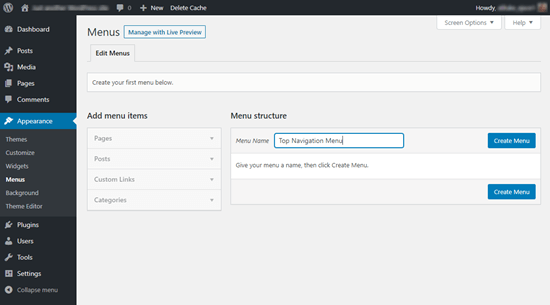 0 + New Delete Cache Howdy,
Screen Options ▼ Help ▼
Dashboard
Posts
Media
Pages
Comments
Appearance
Themes
Customize
Widgets
Menus
Background
Theme Editor
Plugins
Users
Tools
Settings
Collapse menu
Menus Manage with Live Preview
Edit Menus
Create your first menu below.
Add menu items
Pages
Posts
Custom Links
Categories
Menu structure
Menu Name Top Navigation Menu Create Menu
Give your menu a name, then click Create Menu.
Create Menu